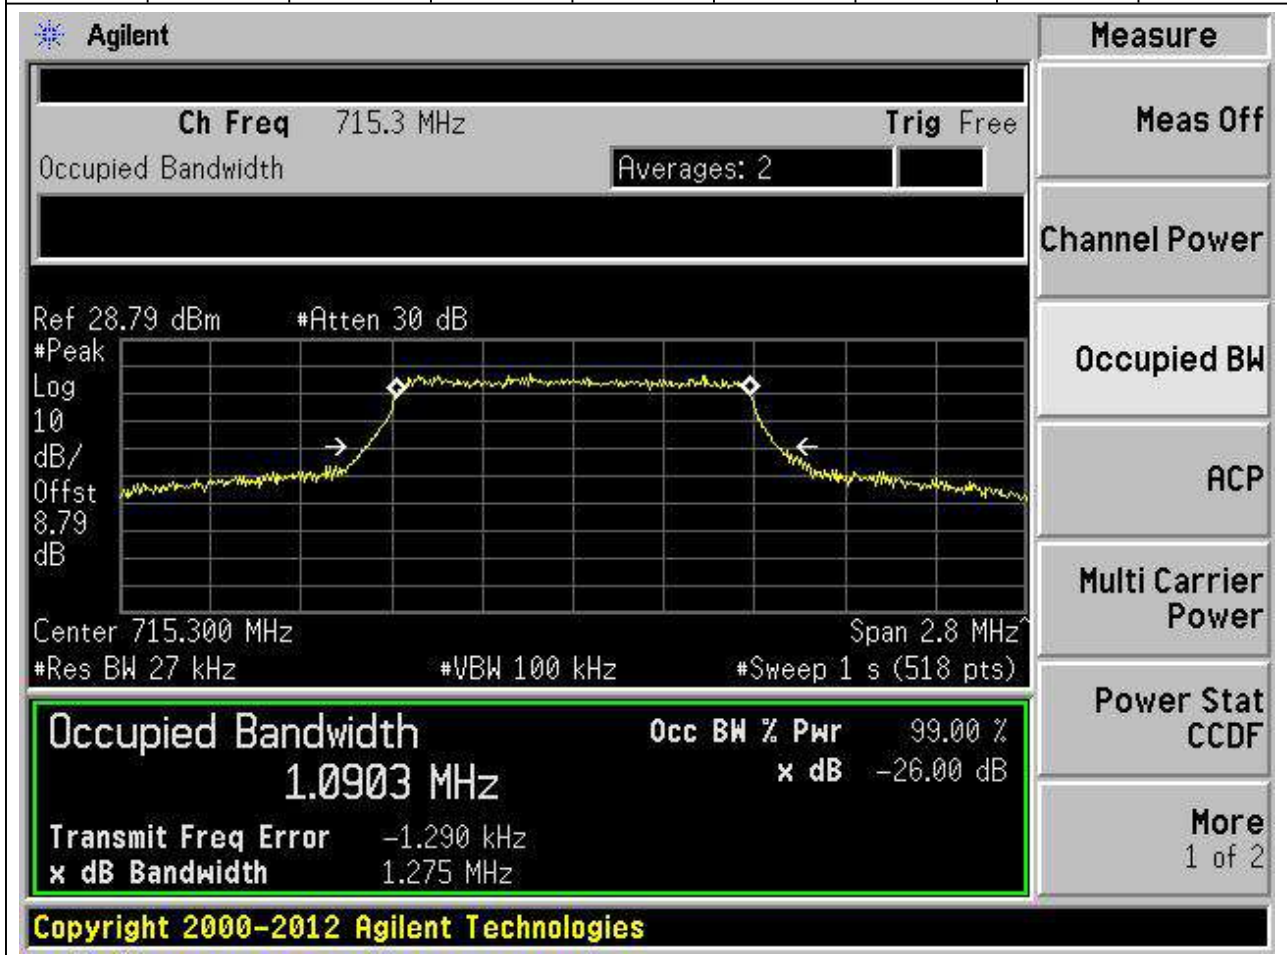 Agilent
Measure
Ch Freq 715.3 MHz Trig Free
Occupied Bandwidth Averages: 2
Meas Off
Channel Power
Occupied BW
ACP
Multi Carrier
Power
Power Stat
CCDF
More
1 of 2
Ref 28.79 dBm #Atten 30 dB
#Peak
Log
10
dB/
Offst
8.79
dB
Center 715.300 MHz Span 2.8 MHz^
#Res BW 27 kHz #VBW 100 kHz #Sweep 1 s (518 pts)
Occupied Bandwidth Occ BW % Pwr 99.00 %
1.0903 MHz x dB -26.00 dB
Transmit Freq Error -1.290 kHz
x dB Bandwidth 1.275 MHz
Copyright 2000-2012 Agilent Technologies